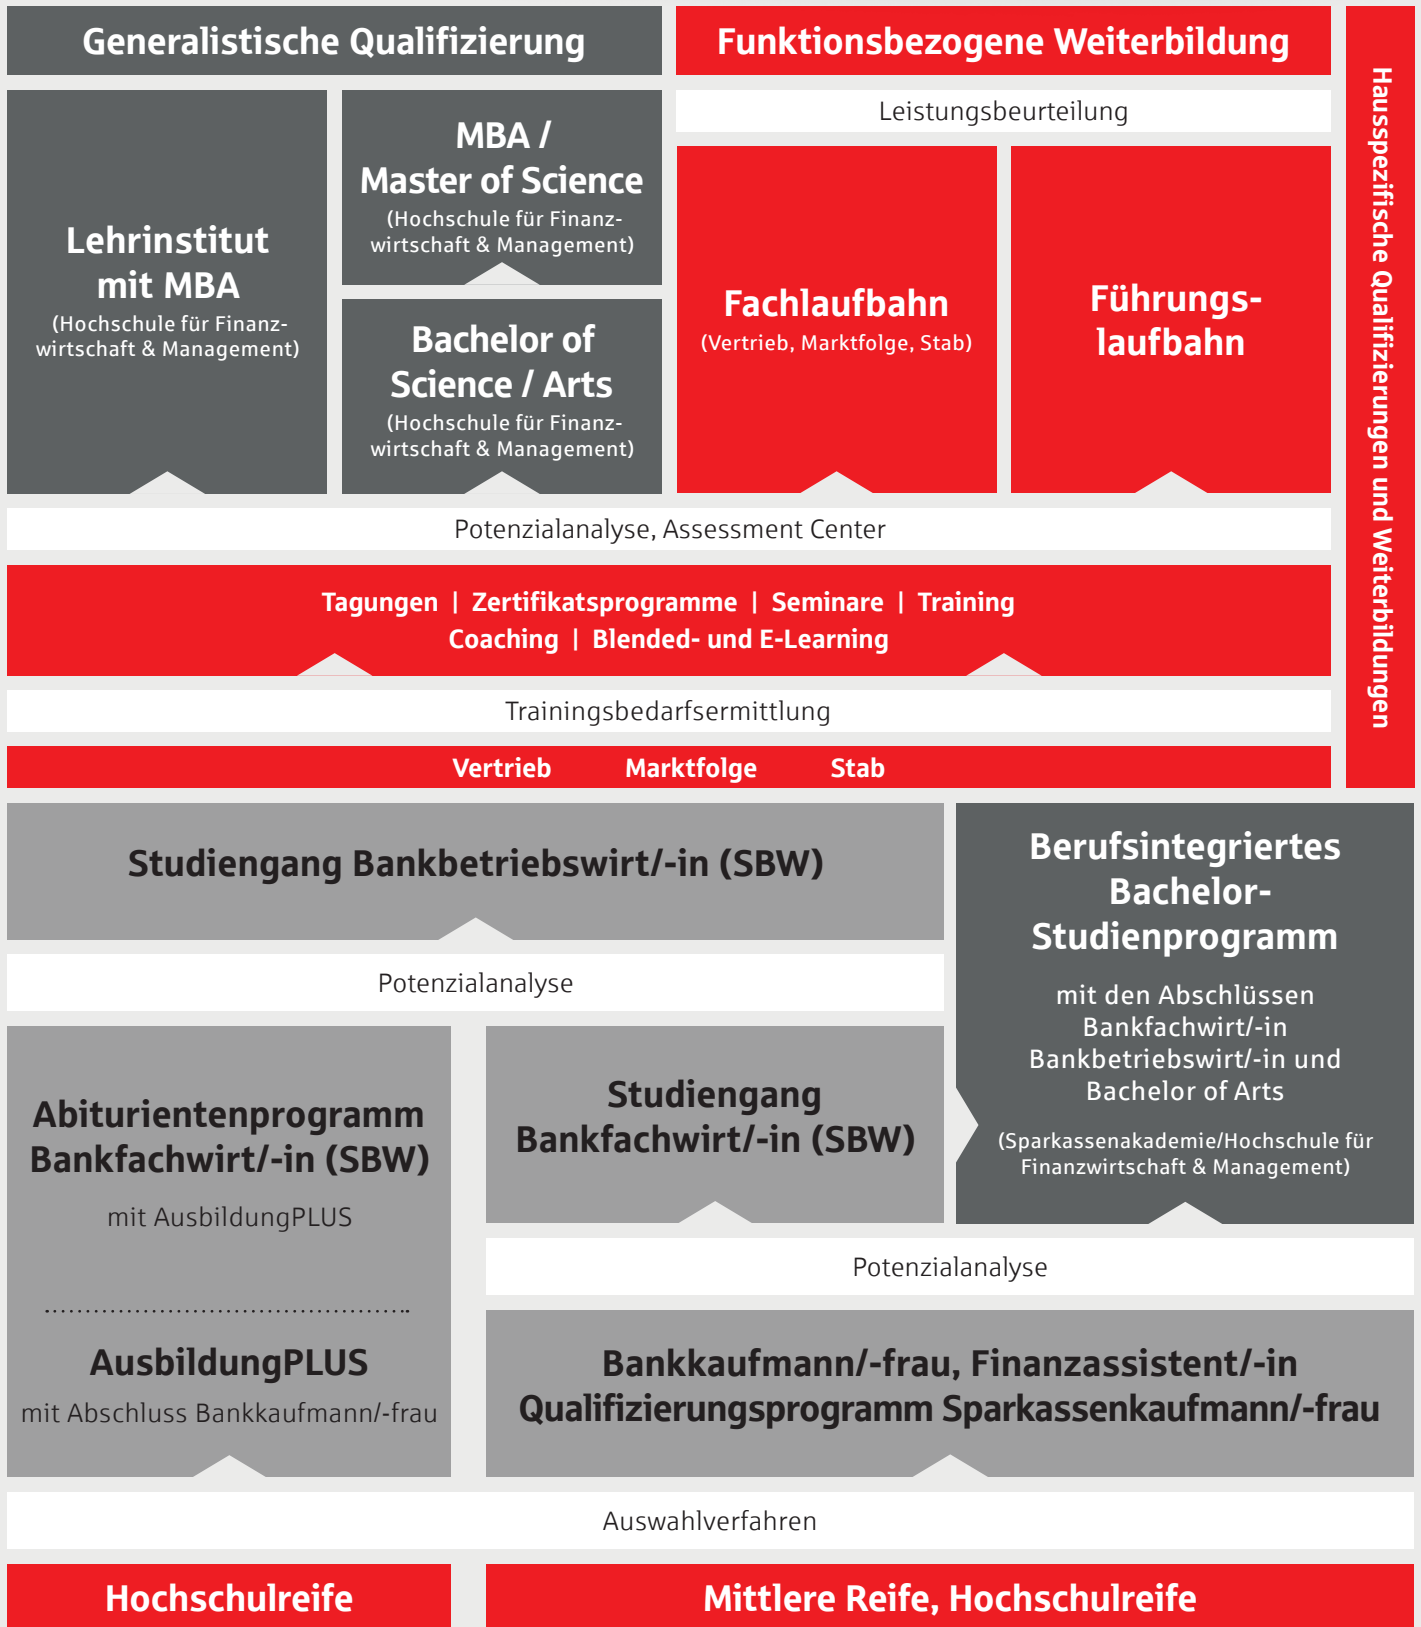 Generalistische Qualifizierung
Funktionsbezogene Weiterbildung
Hausspezifische Qualifizierungen und Weiterbildungen
Leistungsbeurteilung
Lehrinstitut
mit MBA
(Hochschule für Finanz-
wirtschaft & Management)
MBA /
Master of Science
(Hochschule für Finanz-
wirtschaft & Management)
Bachelor of
Science / Arts
(Hochschule für Finanz-
wirtschaft & Management)
Fachlaufbahn
(Vertrieb, Marktfolge, Stab)
Führungs-
laufbahn
Potenzialanalyse, Assessment Center
Tagungen | Zertifikatsprogramme | Seminare | Training
Coaching | Blended- und E-Learning
Trainingsbedarfsermittlung
Vertrieb Marktfolge Stab
Studiengang Bankbetriebswirt/-in (SBW)
Potenzialanalyse
Berufsintegriertes
Bachelor-
Studienprogramm
mit den Abschlüssen
Bankfachwirt/-in
Bankbetriebswirt/-in und
Bachelor of Arts
(Sparkassenakademie/Hochschule für
Finanzwirtschaft & Management)
Abiturientenprogramm
Bankfachwirt/-in (SBW)
mit AusbildungPLUS
AusbildungPLUS
mit Abschluss Bankkaufmann/-frau
Studiengang
Bankfachwirt/-in (SBW)
Potenzialanalyse
Bankkaufmann/-frau, Finanzassistent/-in
Qualifizierungsprogramm Sparkassenkaufmann/-frau
Auswahlverfahren
Hochschulreife
Mittlere Reife, Hochschulreife